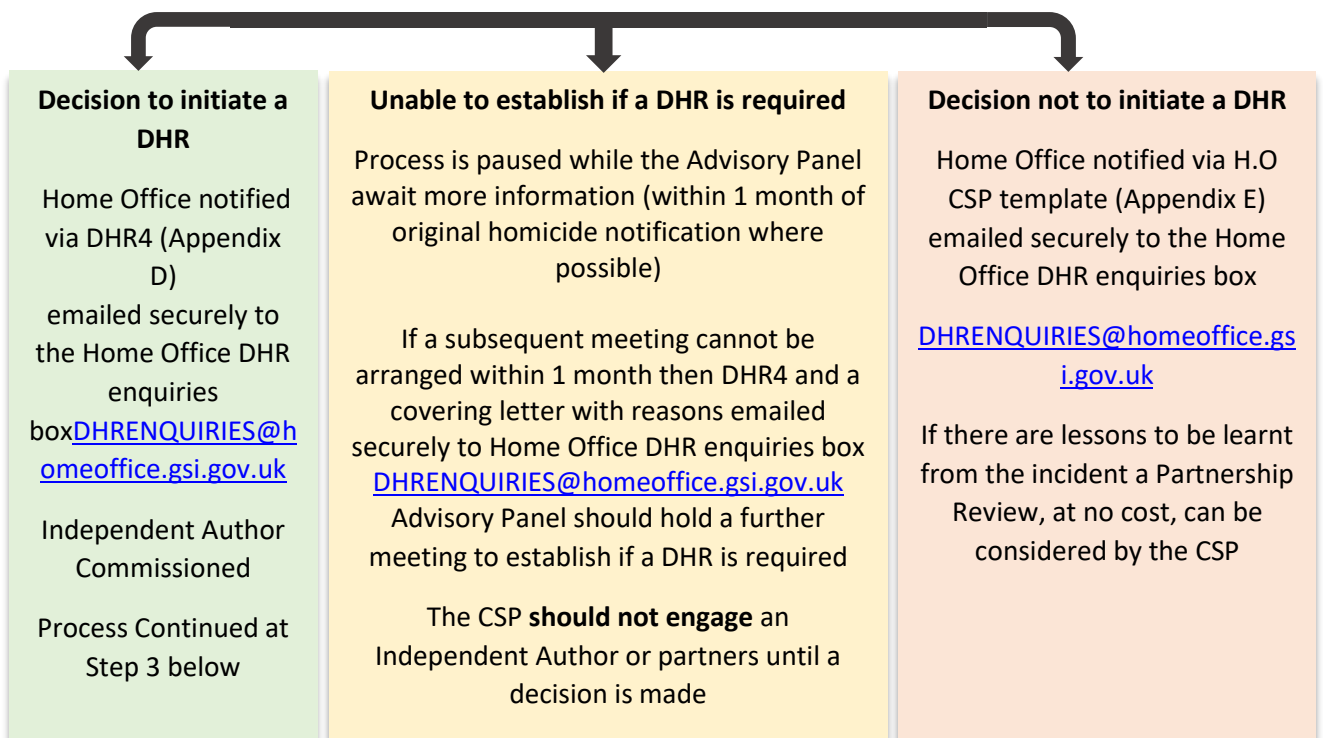 Decision to initiate a
DHR
Home Office notified
via DHR4 (Appendix
D)
emailed securely to
the Home Office DHR
enquiries
boxDHRENQUIRIES@h
omeoffice.gsi.gov.uk
Independent Author
Commissioned
Process Continued at
Step 3 below
Unable to establish if a DHR is required
Process is paused while the Advisory Panel
await more information (within 1 month of
original homicide notification where
possible)
If a subsequent meeting cannot be
arranged within 1 month then DHR4 and a
covering letter with reasons emailed
securely to Home Office DHR enquiries box
DHRENQUIRIES@homeoffice.gsi.gov.uk
Advisory Panel should hold a further
meeting to establish if a DHR is required
The CSP should not engage an
Independent Author or partners until a
decision is made
Decision not to initiate a DHR
Home Office notified via H.O
CSP template (Appendix E)
emailed securely to the Home
Office DHR enquiries box
DHRENQUIRIES@homeoffice.gs
i.gov.uk
If there are lessons to be learnt
from the incident a Partnership
Review, at no cost, can be
considered by the CSP